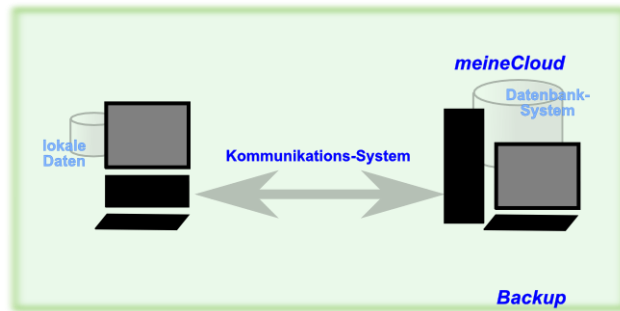 meineCloud
Datenbank-
System
lokale
Daten
Kommunikations-System
Backup